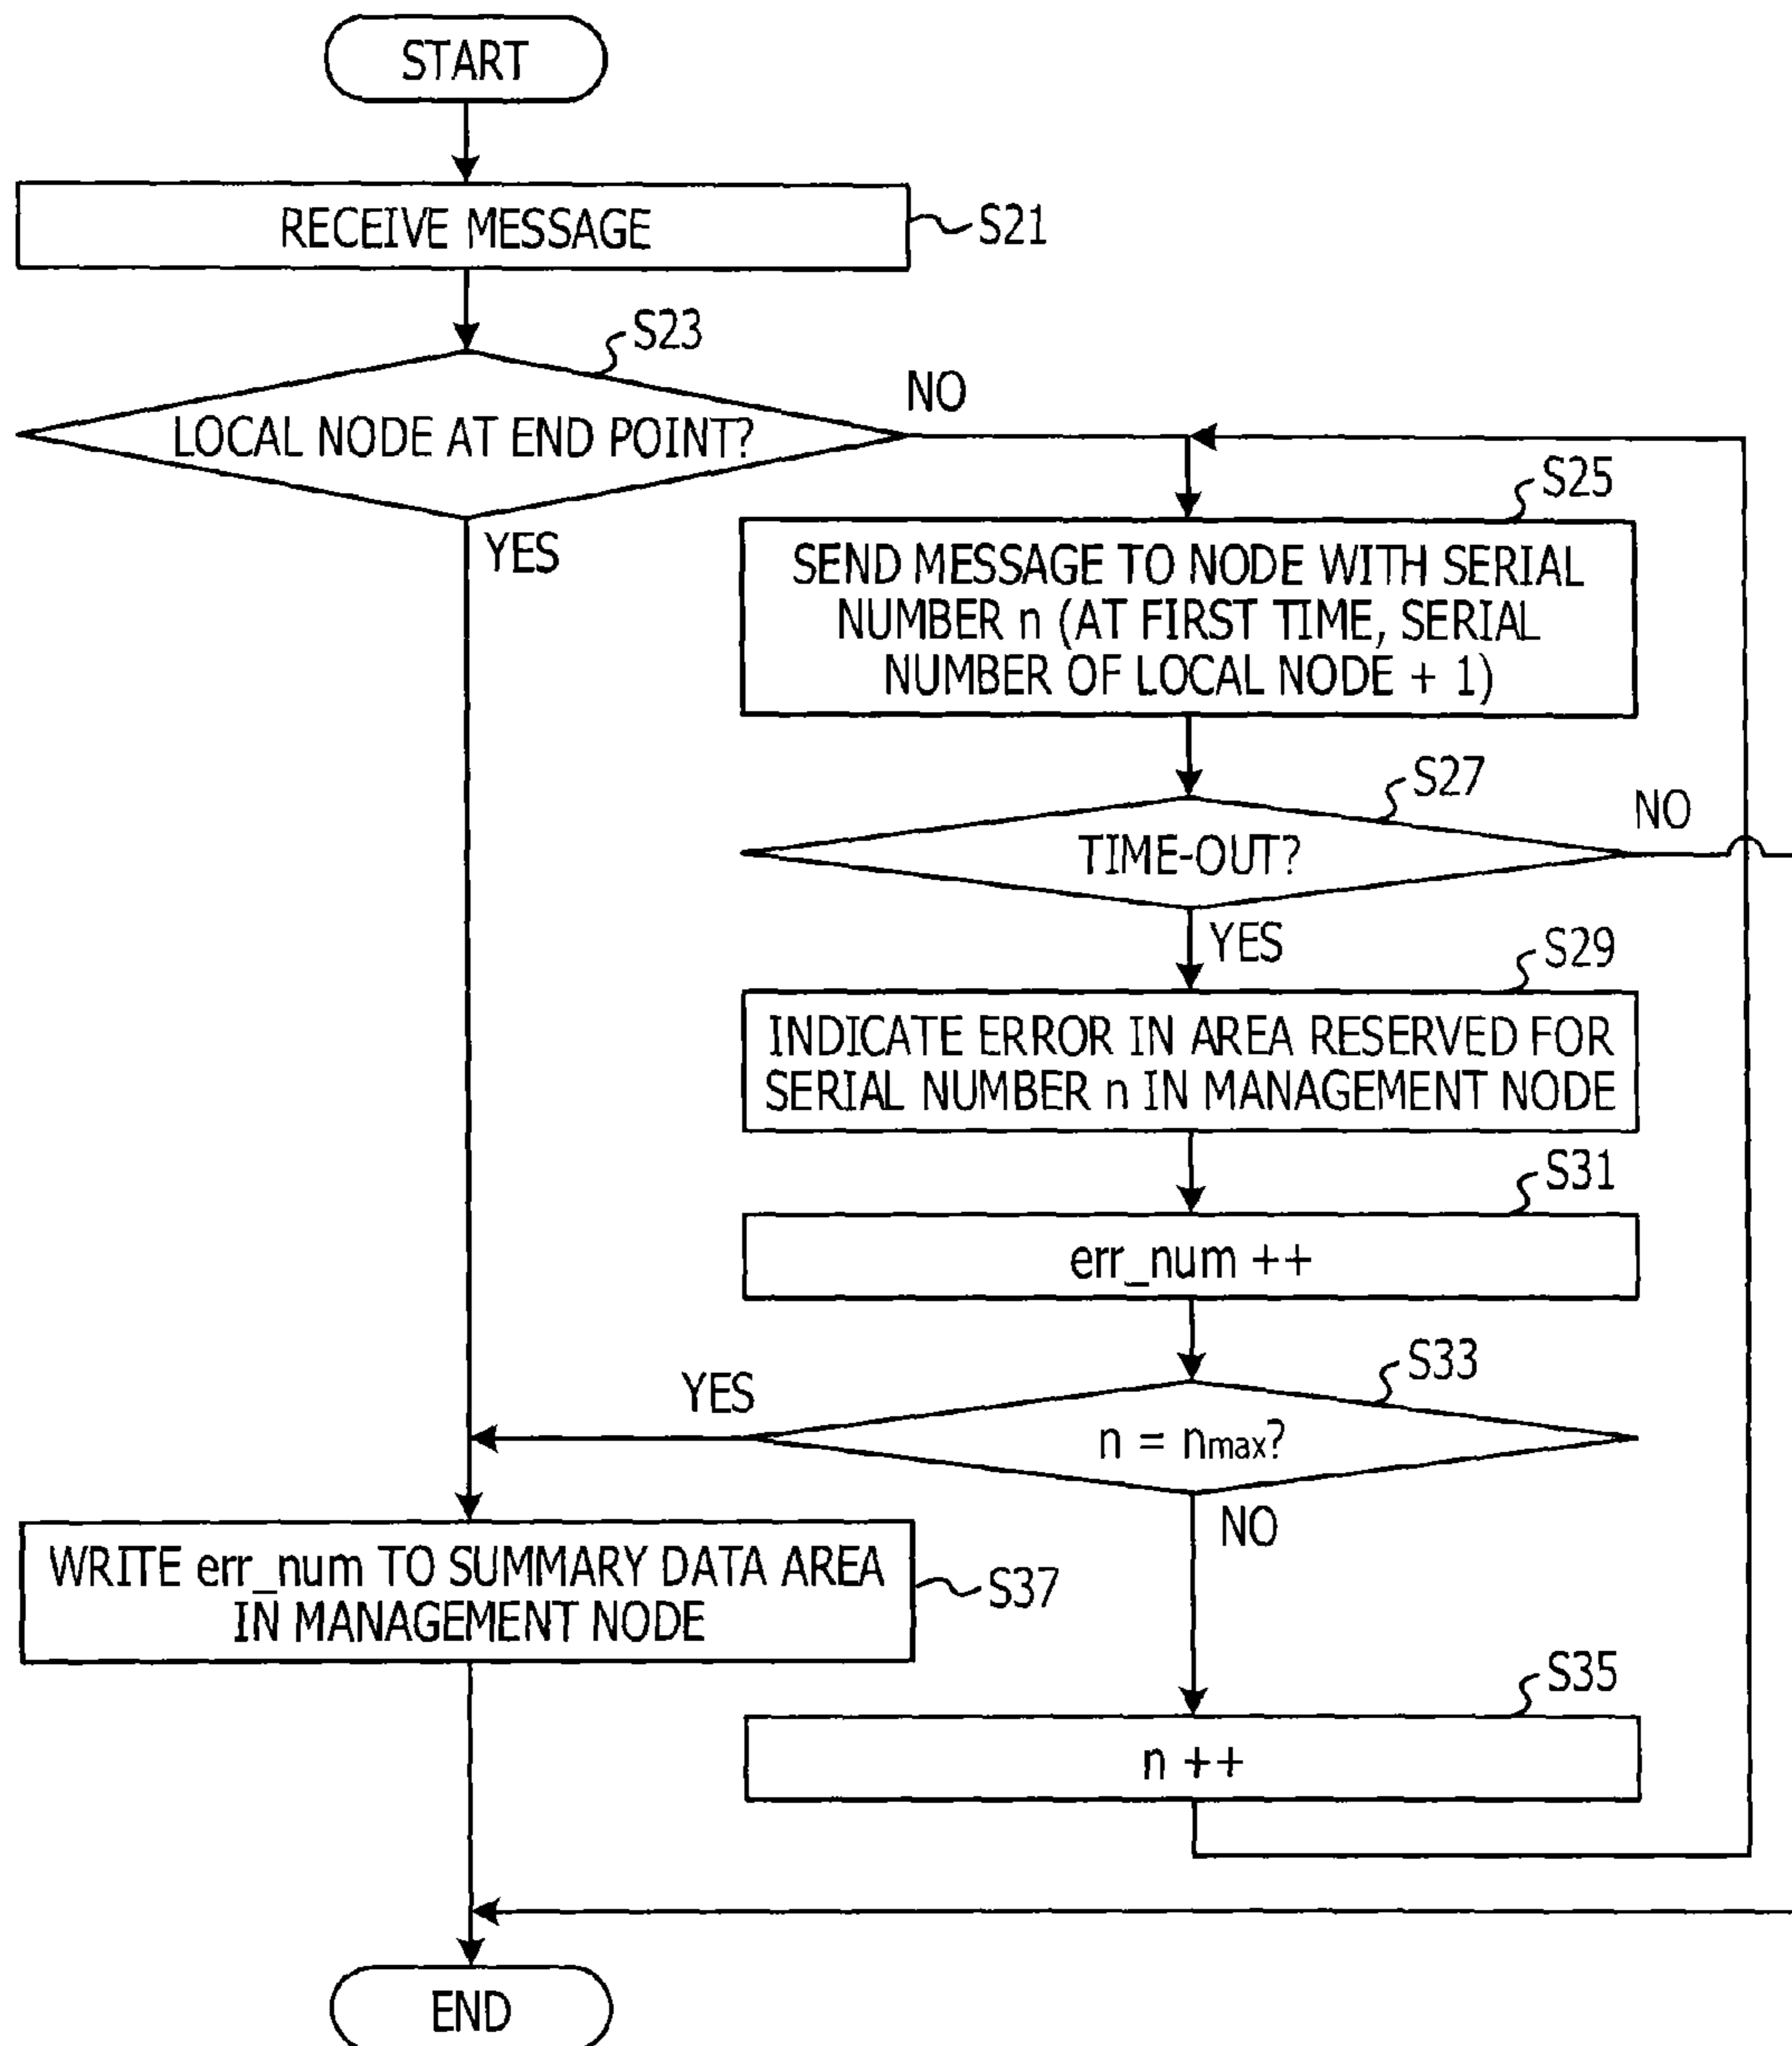 START
RECEIVE MESSAGE
S21
S23
LOCAL NODE AT END POINT?
NO
YES
S25
SEND MESSAGE TO NODE WITH SERIAL
NUMBER n (AT FIRST TIME, SERIAL
NUMBER OF LOCAL NODE + 1)
S27
TIME-OUT?
NO
YES
S29
INDICATE ERROR IN AREA RESERVED FOR
SERIAL NUMBER n IN MANAGEMENT NODE
S31
err_num ++
S33
n = nmax?
YES
NO
S35
n ++
WRITE err_num TO SUMMARY DATA AREA
IN MANAGEMENT NODE
S37
END